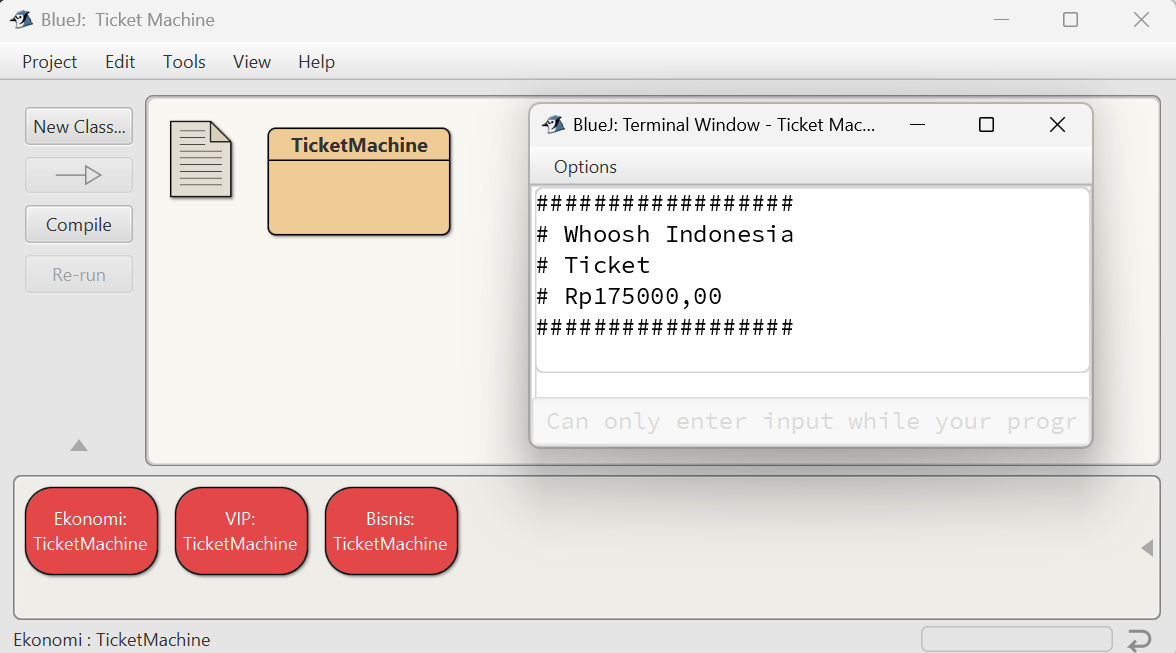 BlueJ:  Ticket Machine
Project Edit Tools View Help
New Class...
Compile
Re-run
TicketMachine
BlueJ: Terminal Window - Ticket Mac...
Options
##################
# Whoosh Indonesia
# Ticket
# Rp175000,00
##################
Can only enter input while your progr
Ekonomi:
TicketMachine
VIP:
TicketMachine
Bisnis:
TicketMachine
Ekonomi : TicketMachine